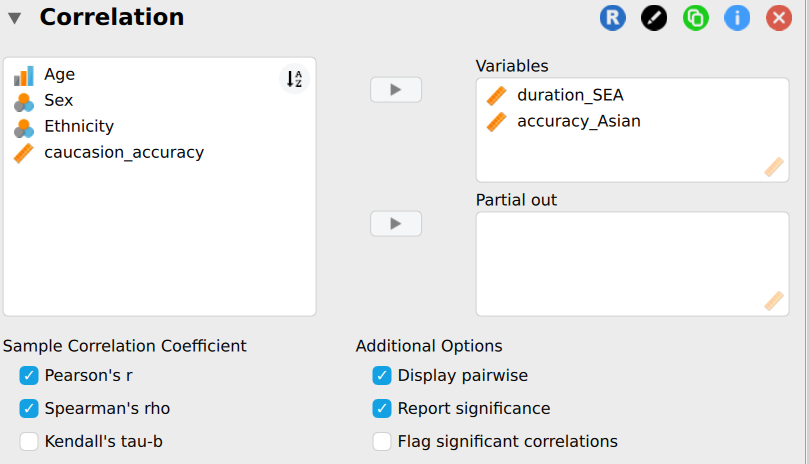 Correlation
R
i
A
Z
Age
Sex
Ethnicity
caucasion_accuracy
Variables
duration_SEA
accuracy_Asian
Partial out
Sample Correlation Coefficient
Pearson's r
Spearman's rho
Kendall's tau-b
Additional Options
Display pairwise
Report significance
Flag significant correlations